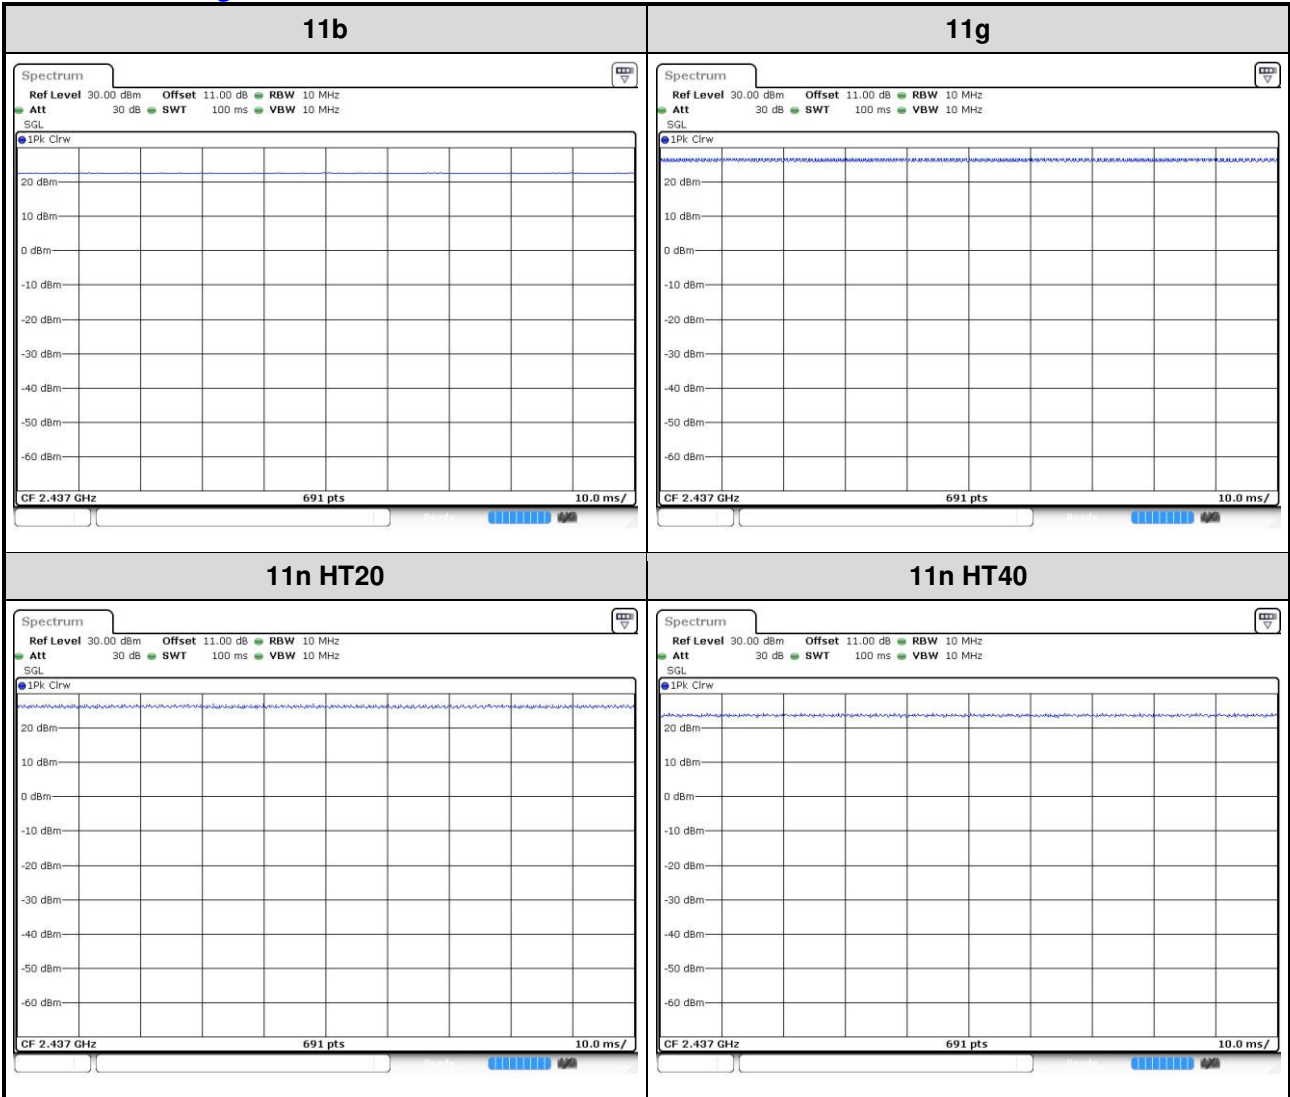 11b 11g
Spectrum
Ref Level 30.00 dBm Offset 11.00 dB RBW 10 MHz
Att 30 dB SWT 100 ms VBW 10 MHz
SGL
1Pk Clrw
20 dBm
10 dBm
0 dBm
-10 dBm
-20 dBm
-30 dBm
-40 dBm
-50 dBm
-60 dBm
CF 2.437 GHz 691 pts 10.0 ms/
Spectrum
Ref Level 30.00 dBm Offset 11.00 dB RBW 10 MHz
Att 30 dB SWT 100 ms VBW 10 MHz
SGL
1Pk Clrw
20 dBm
10 dBm
0 dBm
-10 dBm
-20 dBm
-30 dBm
-40 dBm
-50 dBm
-60 dBm
CF 2.437 GHz 691 pts 10.0 ms/
11n HT20 11n HT40
Spectrum
Ref Level 30.00 dBm Offset 11.00 dB RBW 10 MHz
Att 30 dB SWT 100 ms VBW 10 MHz
SGL
1Pk Clrw
20 dBm
10 dBm
0 dBm
-10 dBm
-20 dBm
-30 dBm
-40 dBm
-50 dBm
-60 dBm
CF 2.437 GHz 691 pts 10.0 ms/
Spectrum
Ref Level 30.00 dBm Offset 11.00 dB RBW 10 MHz
Att 30 dB SWT 100 ms VBW 10 MHz
SGL
1Pk Clrw
20 dBm
10 dBm
0 dBm
-10 dBm
-20 dBm
-30 dBm
-40 dBm
-50 dBm
-60 dBm
CF 2.437 GHz 691 pts 10.0 ms/